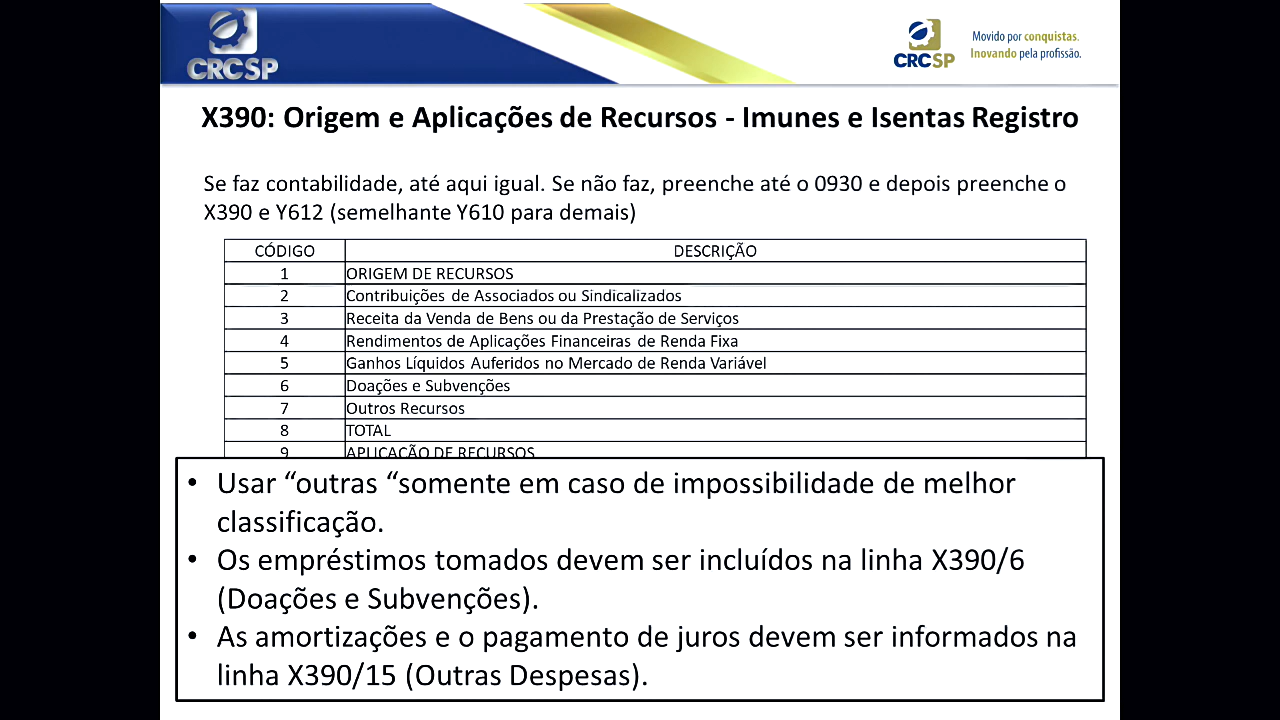 CRCSP
CRCSP
Movido por conquistas.
Inovando pela profissão.
X390: Origem e Aplicações de Recursos - Imunes e Isentas Registro
Se faz contabilidade, até aqui igual. Se não faz, preenche até o 0930 e depois preenche o
X390 e Y612 (semelhante Y610 para demais)
CÓDIGO DESCRIÇÃO
1 ORIGEM DE RECURSOS
2 Contribuições de Associados ou Sindicalizados
3 Receita da Venda de Bens ou da Prestação de Serviços
4 Rendimentos de Aplicações Financeiras de Renda Fixa
5 Ganhos Líquidos Auferidos no Mercado de Renda Variável
6 Doações e Subvenções
7 Outros Recursos
8 TOTAL
9 APLICAÇÃO DE RECURSOS
• Usar “outras “somente em caso de impossibilidade de melhor
classificação.
• Os empréstimos tomados devem ser incluídos na linha X390/6
(Doações e Subvenções).
• As amortizações e o pagamento de juros devem ser informados na
linha X390/15 (Outras Despesas).